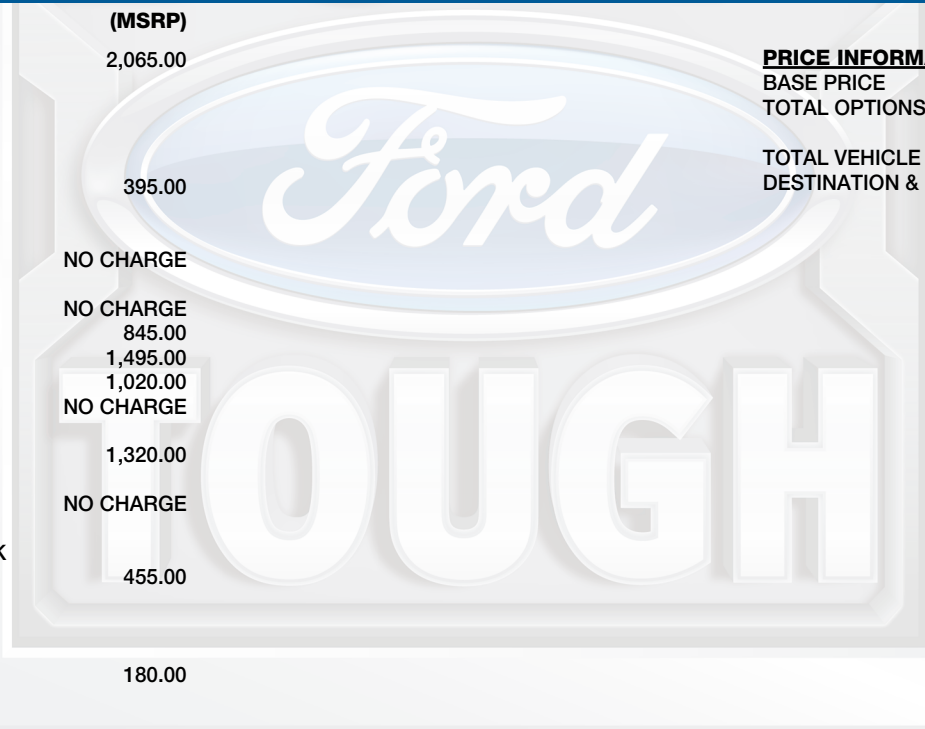 (MSRP)
2,065.00
395.00
NO CHARGE
NO CHARGE
845.00
1,495.00
1,020.00
NO CHARGE
1,320.00
NO CHARGE
455.00
180.00
PRICE INFORM
BASE PRICE
TOTAL OPTIONS
TOTAL VEHICLE
DESTINATION &
Ford
TOUGH